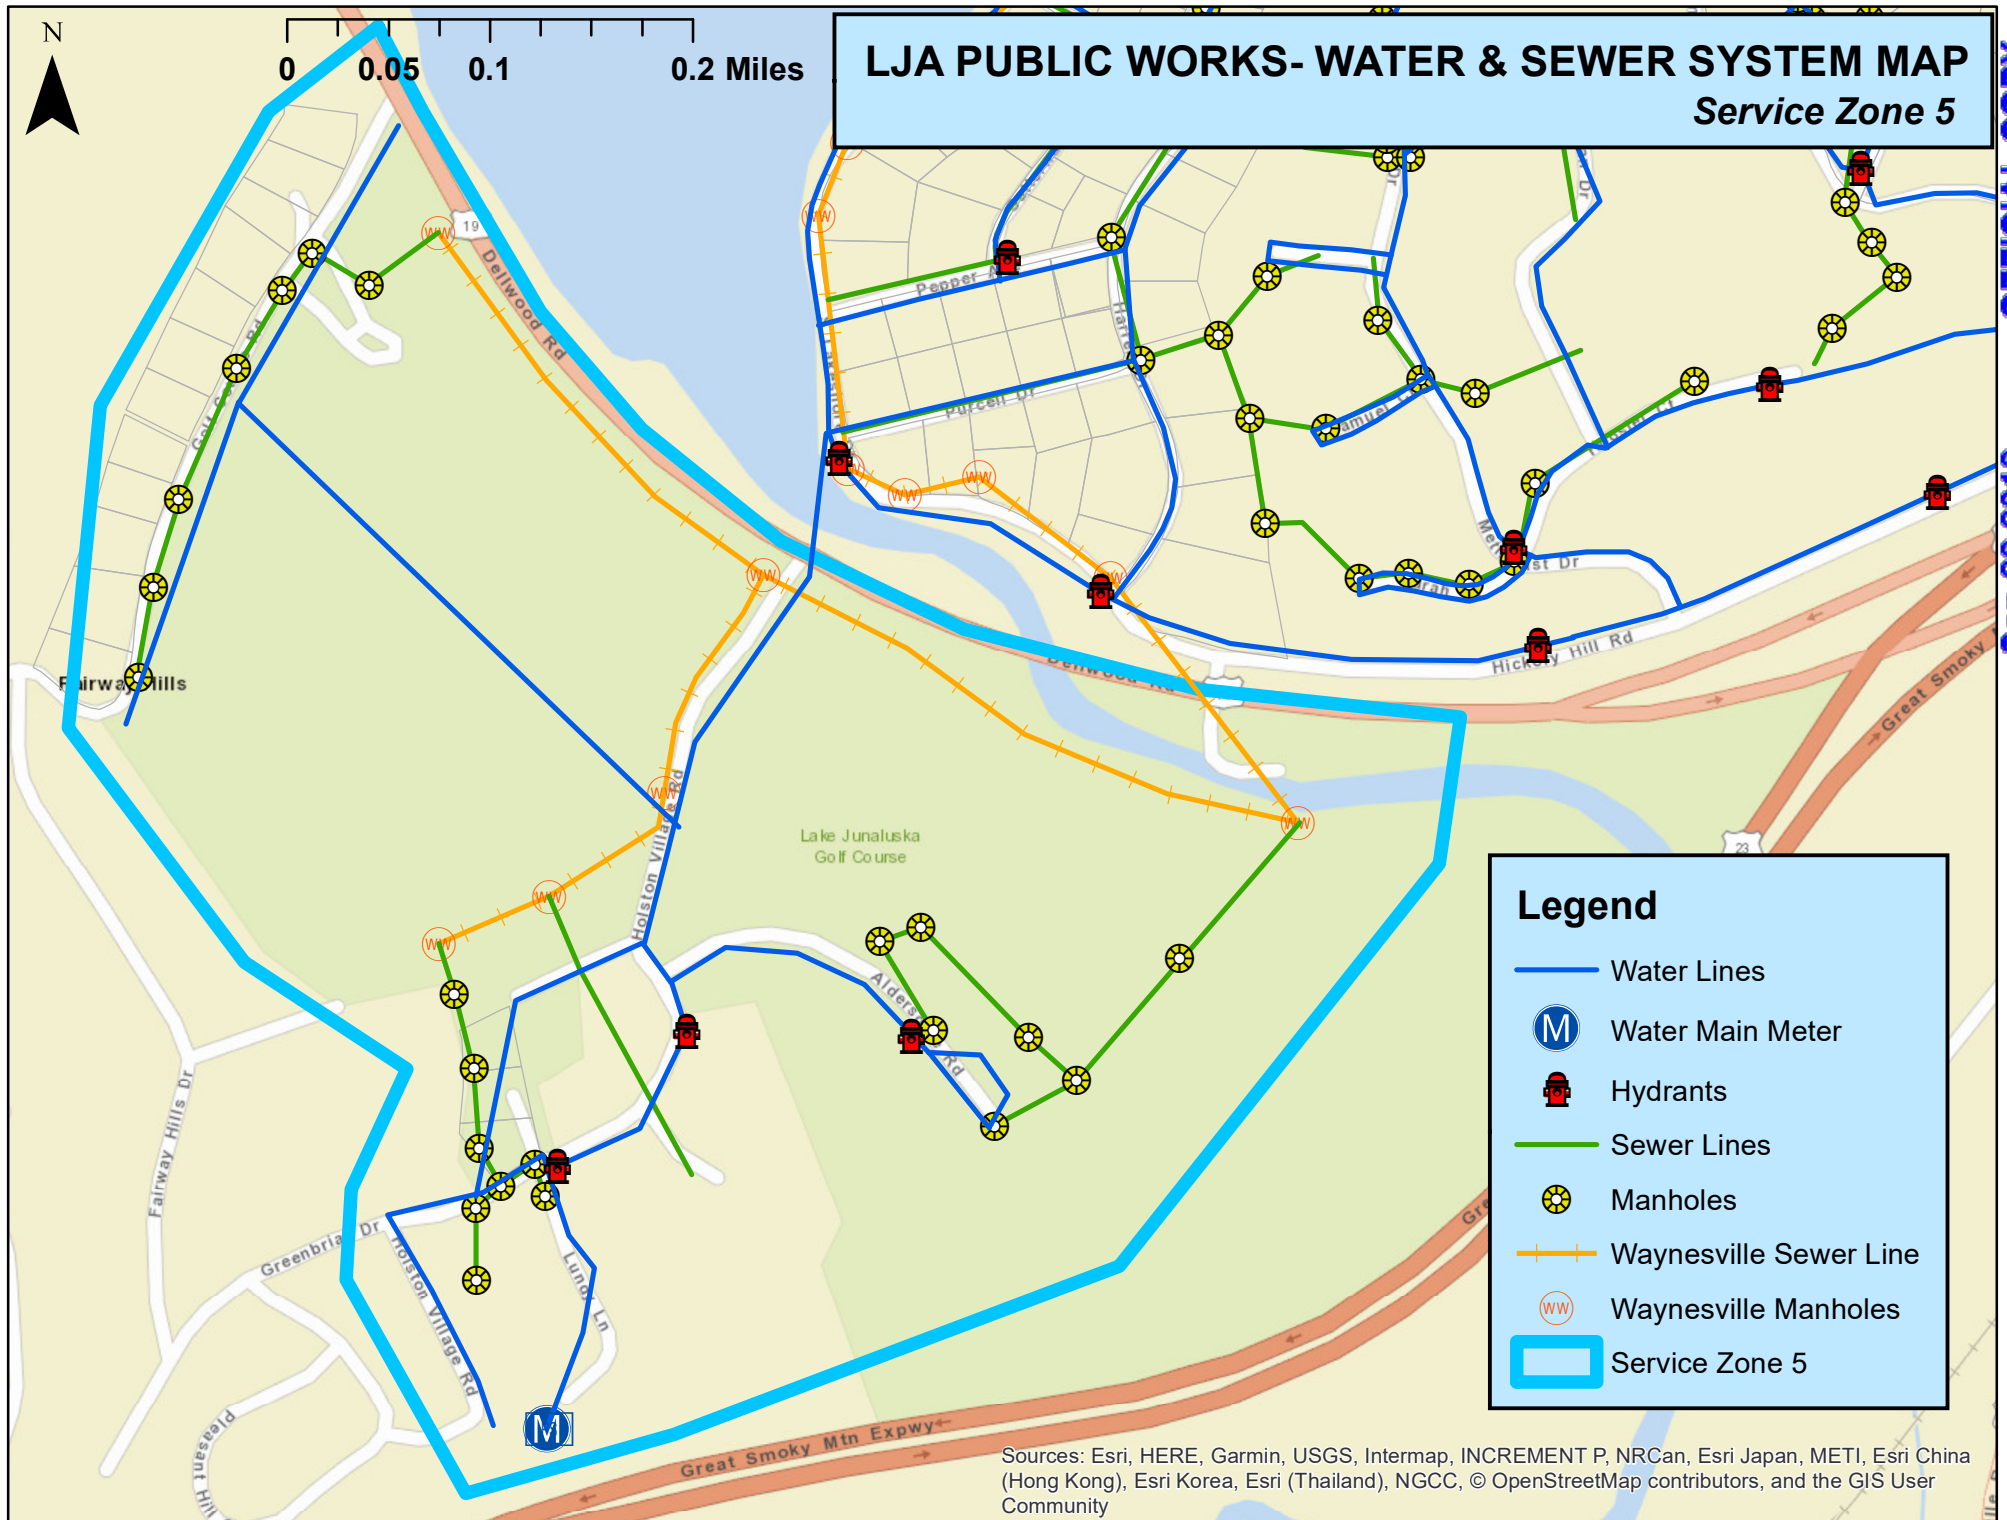 N
0 0.05 0.1 0.2 Miles
LJA PUBLIC WORKS- WATER & SEWER SYSTEM MAP
Service Zone 5
19
Dellwood Rd
Pepper
Purcell Dr
Hickory Hill Rd
Great Smoky
Fairway Hills
Holston Village Rd
Lake Junaluska
Golf Course
23
Fairway Hills Dr
Greenbriar Dr
Holston Village Rd
Lundy Ln
Pleasant Hill
Great Smoky Mtn Expwy
M
WW
Legend
Water Lines
M
Water Main Meter
Hydrants
Sewer Lines
Manholes
Waynesville Sewer Line
WW
Waynesville Manholes
Service Zone 5
Sources: Esri, HERE, Garmin, USGS, Intermap, INCREMENT P, NRCan, Esri Japan, METI, Esri China
(Hong Kong), Esri Korea, Esri (Thailand), NGCC, © OpenStreetMap contributors, and the GIS User
Community